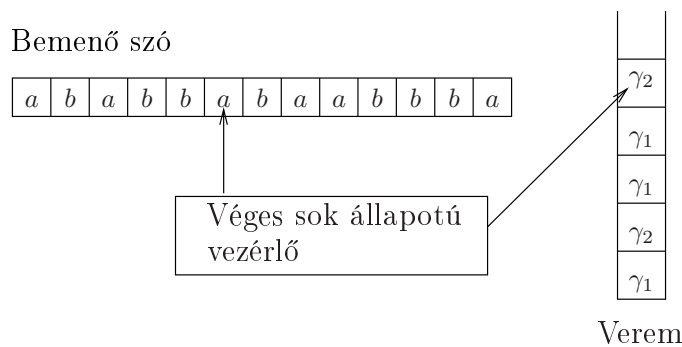 Bemenő szó
a b a b b a b a a b b b a
Véges sok állapotú
vezérlő
γ2
γ1
γ1
γ2
γ1
Verem